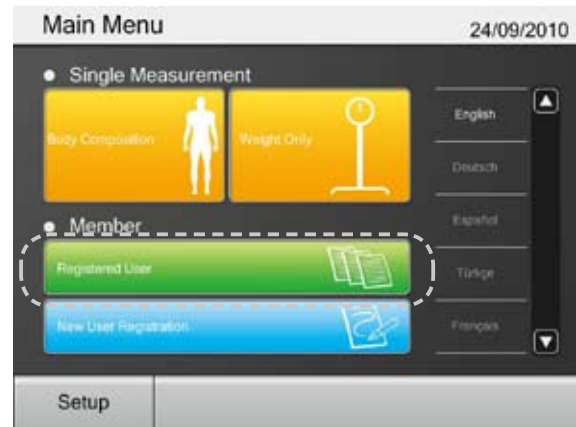 Main Menu
24/09/2010
Single Measurement
Body Composition
Weight Only
Member
Registered User
New User Registration
English
Deutsch
Español
Türkçe
Français
Setup